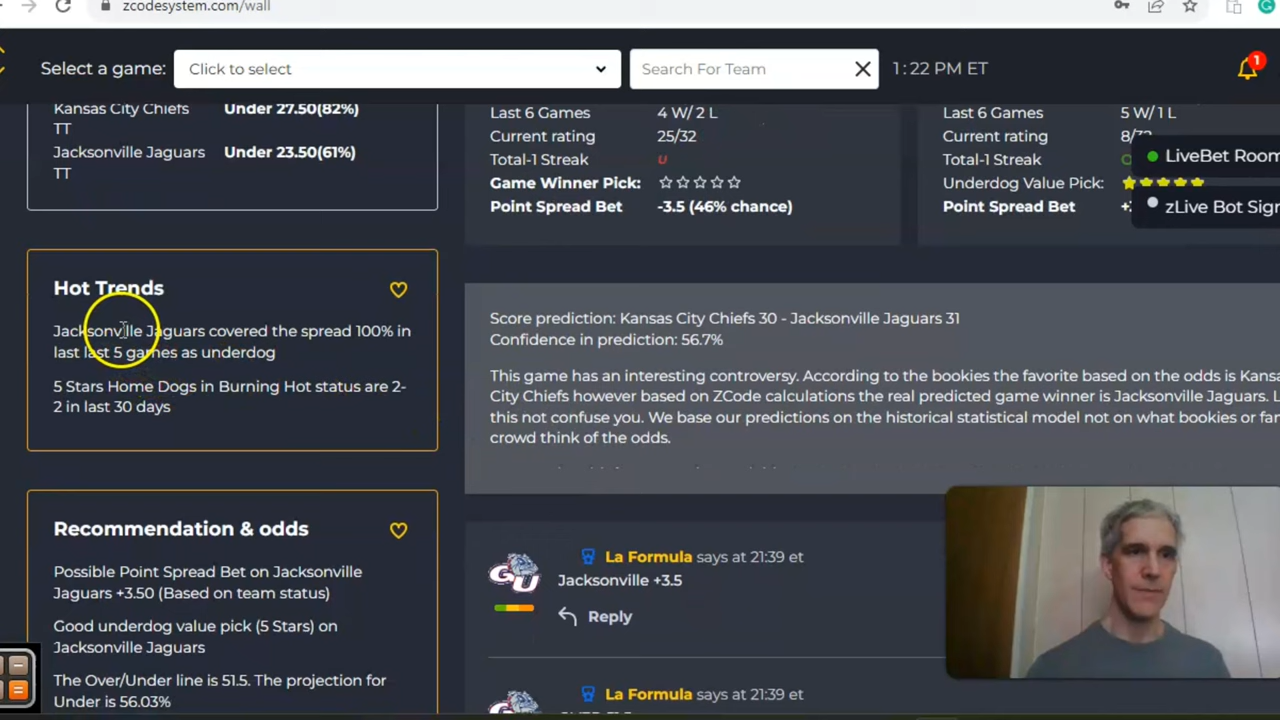 zcodesystem.com/wall
Select a game:
Click to select
Search For Team
1:22 PM ET
1
Kansas City Chiefs
TT
Under 27.50(82%)
Jacksonville Jaguars
TT
Under 23.50(61%)
Last 6 Games 4 W/ 2 L
Current rating 25/32
Total-1 Streak U
Game Winner Pick:
Point Spread Bet -3.5 (46% chance)
Last 6 Games 5 W/ 1 L
Current rating
Total-1 Streak
Underdog Value Pick:
Point Spread Bet
LiveBet Room
zLive Bot Sig
Hot Trends
Jacksonville Jaguars covered the spread 100% in
last last 5 games as underdog
5 Stars Home Dogs in Burning Hot status are 2-
2 in last 30 days
Score prediction: Kansas City Chiefs 30 - Jacksonville Jaguars 31
Confidence in prediction: 56.7%
This game has an interesting controversy. According to the bookies the favorite based on the odds is Kansa
City Chiefs however based on ZCode calculations the real predicted game winner is Jacksonville Jaguars. L
this not confuse you. We base our predictions on the historical statistical model not on what bookies or fan
crowd think of the odds.
Recommendation & odds
Possible Point Spread Bet on Jacksonville
Jaguars +3.50 (Based on team status)
Good underdog value pick (5 Stars) on
Jacksonville Jaguars
The Over/Under line is 51.5. The projection for
Under is 56.03%
La Formula says at 21:39 et
GU
Jacksonville +3.5
Reply
La Formula says at 21:39 et